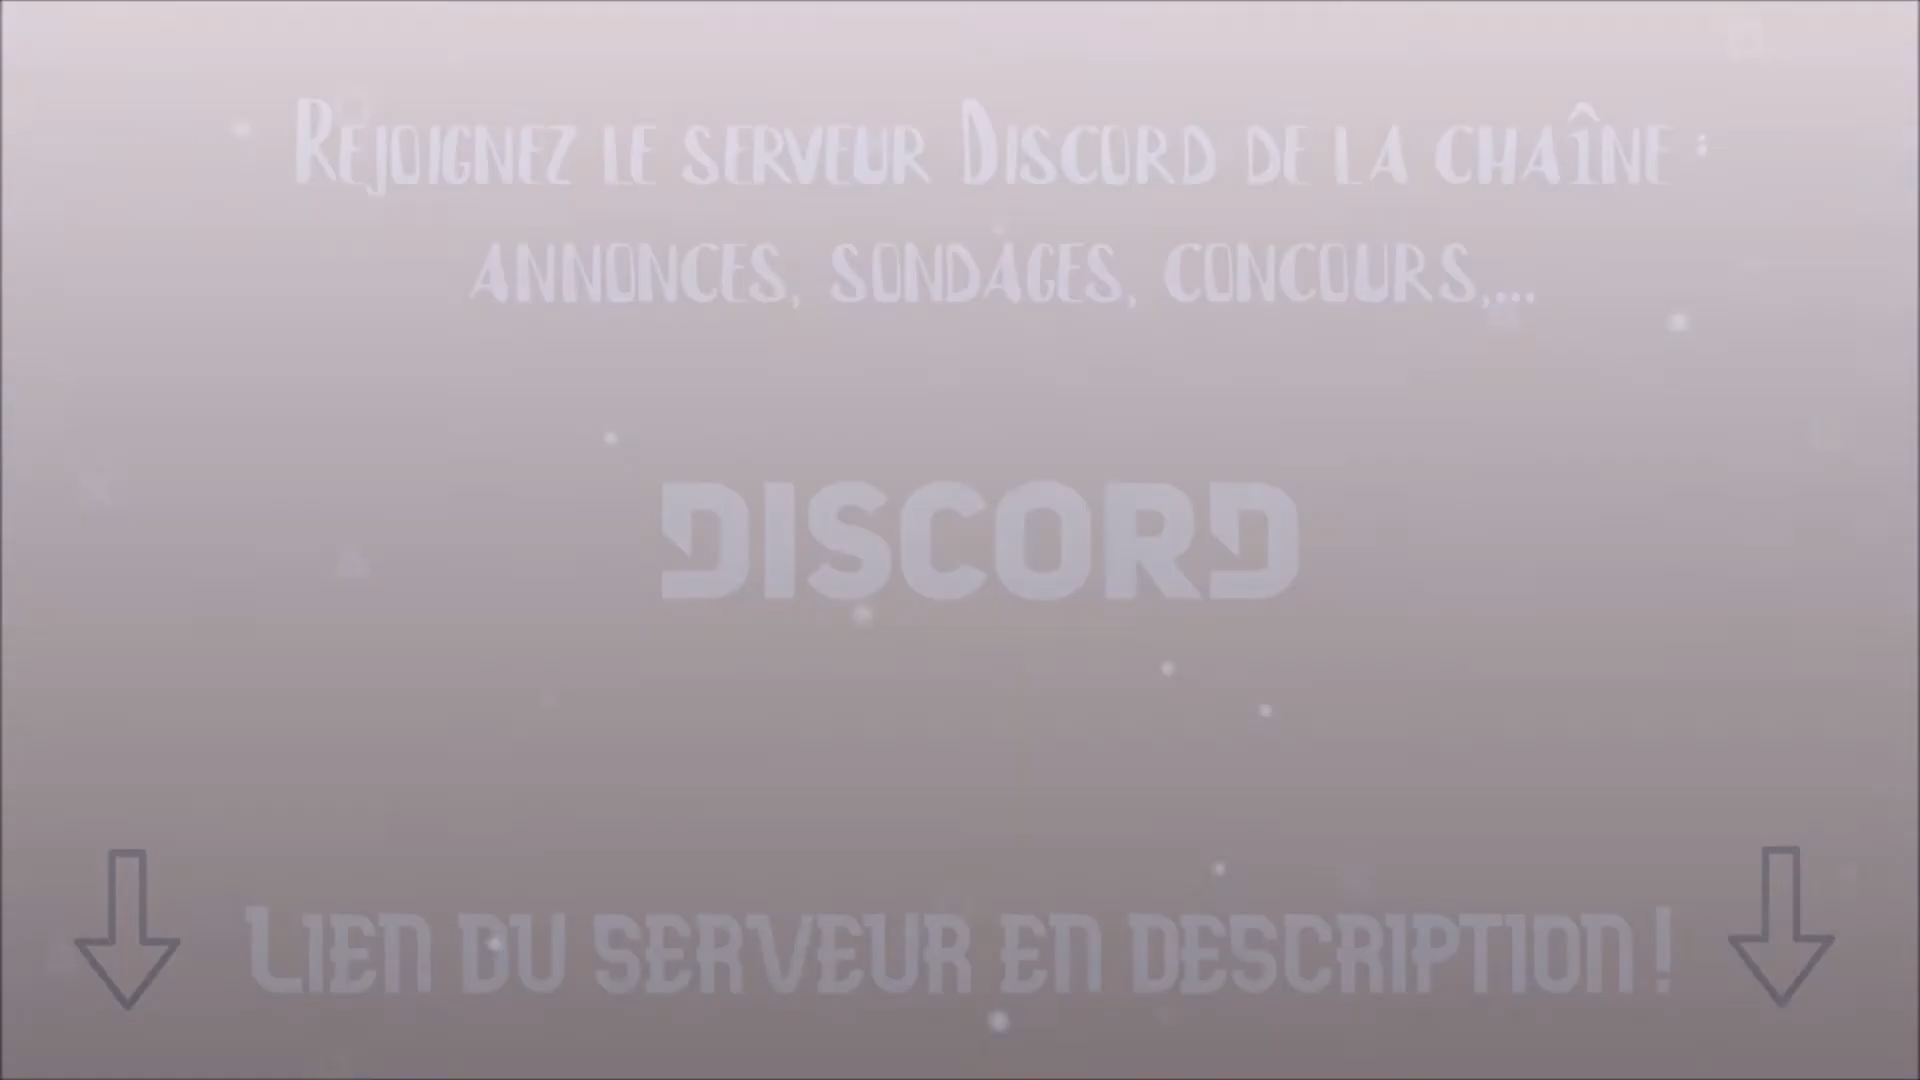 Rejoignez le serveur Discord de la chaîne :
annonces, sondages, concours,...
DISCORD
Lien du serveur en description !